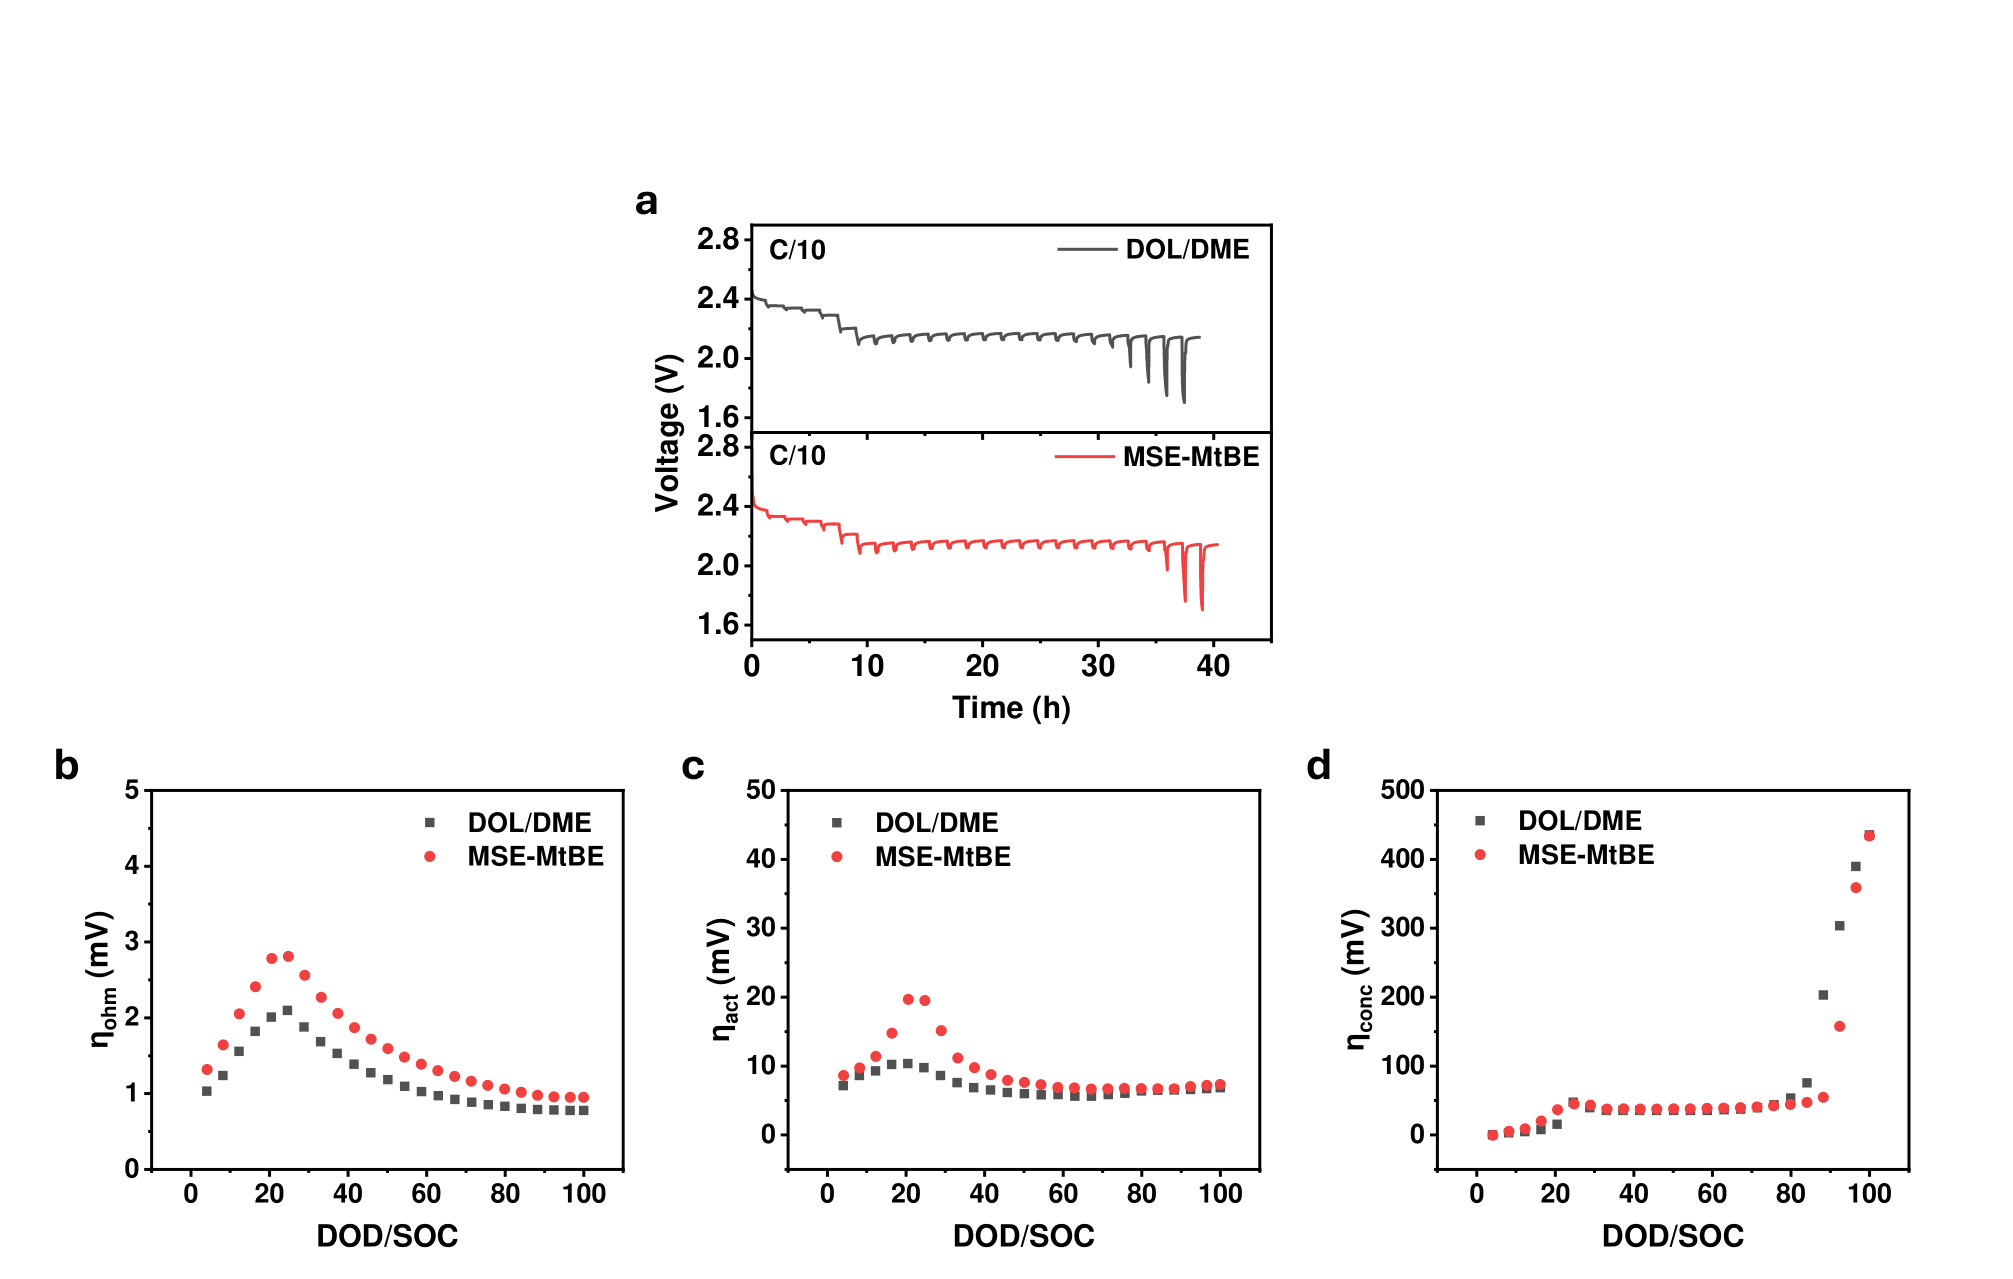 a
C/10
DOL/DME
2.8
2.4
2.0
1.6
C/10
MSE-MtBE
2.8
2.4
2.0
1.6
Voltage (V)
0 10 20 30 40
Time (h)
b
DOL/DME
MSE-MtBE
5
4
3
2
1
0
ηohm (mV)
0 20 40 60 80 100
DOD/SOC
c
DOL/DME
MSE-MtBE
50
40
30
20
10
0
ηact (mV)
0 20 40 60 80 100
DOD/SOC
d
DOL/DME
MSE-MtBE
500
400
300
200
100
0
ηconc (mV)
0 20 40 60 80 100
DOD/SOC